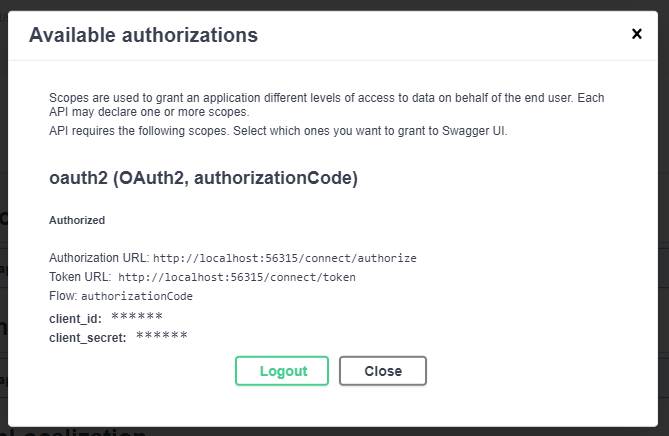 Available authorizations
Scopes are used to grant an application different levels of access to data on behalf of the end user. Each
API may declare one or more scopes.
API requires the following scopes. Select which ones you want to grant to Swagger UI.
oauth2 (OAuth2, authorizationCode)
Authorized
Authorization URL: http://localhost:56315/connect/authorize
Token URL: http://localhost:56315/connect/token
Flow: authorizationCode
client_id: ******
client_secret: ******
Logout Close